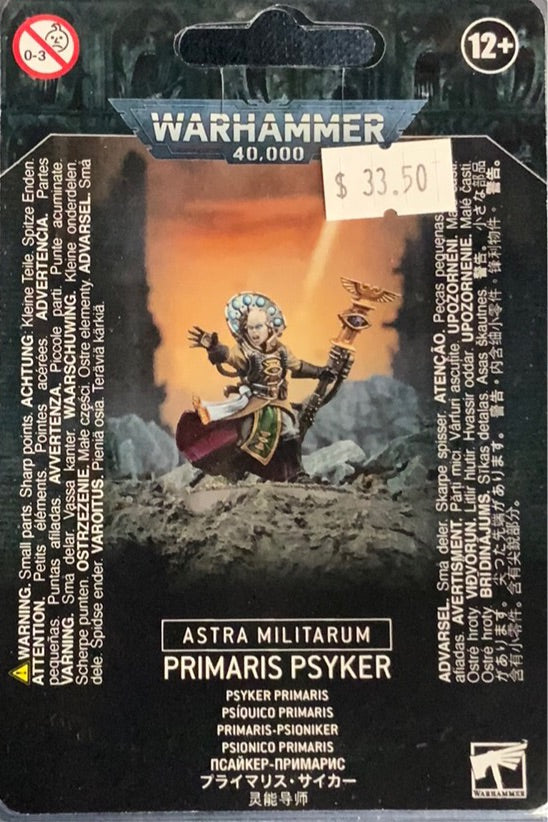 0-3
12+
WARHAMMER
40,000
$ 33.50
WARNING. Small parts. Sharp points. ACHTUNG. Kleine Teile. Spitze Enden.
ATTENTION. Petits éléments. Pointes acérées. ADVERTENCIA. Partes
pequeñas. Puntas afiladas. AVVERTENZA. Piccole parti. Punte acuminate.
WARNING. Små delar. Vassa kanter. WAARSCHUWING. Kleine onderdelen.
Scherpe punten. OSTRZEŻENIE. Małe części. Ostre elementy. ADVARSEL. Små
dele. Spidse ender. VAROITUS. Pieniä osia. Teräviä kärkiä.
ADVARSEL. Små deler. Skarpe spisser. ATENÇÃO. Peças pequenas
afiadas. AVERTISMENT. Părți mici. Vârfuri ascuțite. UPOZORNĚNÍ. Malé části.
Ostré hroty. VIÐVÖRUN. Litlir hlutir. Hvassir oddar. UPOZORNENIE. Malé časti.
Ostré hroty. BRĪDINĀJUMS. Sīkas detaļas. Asas šķautnes. 警告。小さな部品
があります。尖った先端があります。警告。内含细小零件。锋利物件。警告。
含有小零件。含有尖銳部分。
ASTRA MILITARUM
PRIMARIS PSYKER
PSYKER PRIMARIS
PSÍQUICO PRIMARIS
PRIMARIS-PSIONIKER
PSIONICO PRIMARIS
ПСАЙКЕР-ПРИМАРИС
プライマリス・サイカー
灵能导师
WARHAMMER